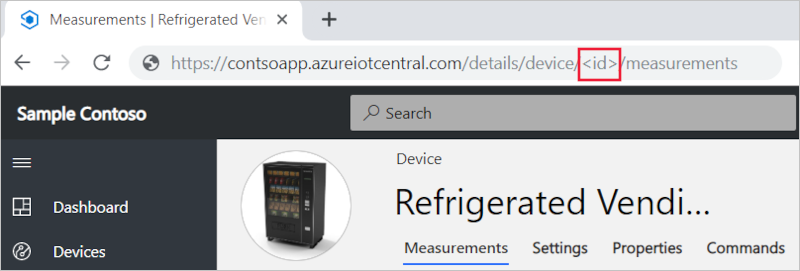 Measurements | Refrigerated Ven
https://contsoapp.azureiotcentral.com/details/device/<id>/measurements
Sample Contoso
Search
Device
Refrigerated Vendi...
Dashboard
Measurements Settings Properties Commands
Devices